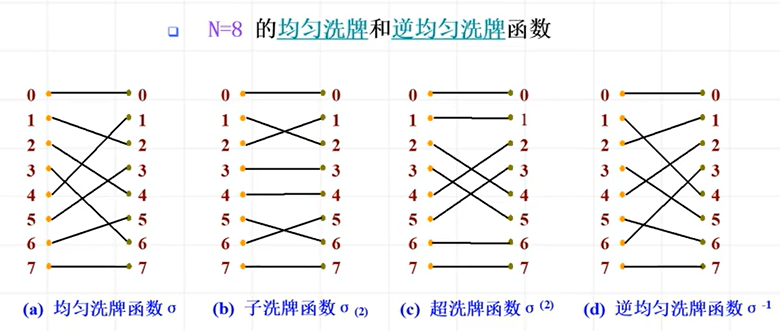 N=8 的均匀洗牌和逆均匀洗牌函数
0 0 0 0 0 0 0 0
1 1 1 1 1 1 1 1
2 2 2 2 2 2 2 2
3 3 3 3 3 3 3 3
4 4 4 4 4 4 4 4
5 5 5 5 5 5 5 5
6 6 6 6 6 6 6 6
7 7 7 7 7 7 7 7
(a) 均匀洗牌函数 σ (b) 子洗牌函数 σ (2) (c) 超洗牌函数 σ (2) (d) 逆均匀洗牌函数 σ -1